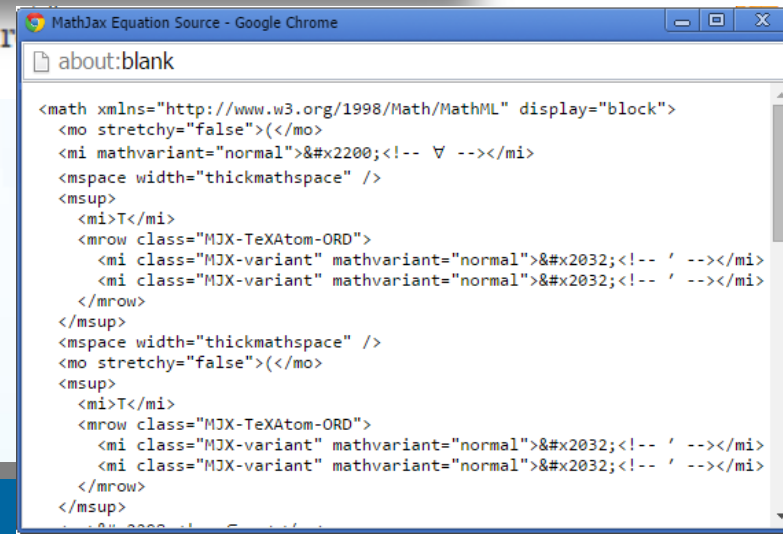 r
MathJax Equation Source - Google Chrome
about:blank
<math xmlns="http://www.w3.org/1998/Math/MathML" display="block">
<mo stretchy="false">(</mo>
<mi mathvariant="normal">&#x2200;<!-- ∀ --></mi>
<mspace width="thickmathspace" />
<msup>
<mi>T</mi>
<mrow class="MJX-TeXAtom-ORD">
<mi class="MJX-variant" mathvariant="normal">&#x2032;<!-- ′ --></mi>
<mi class="MJX-variant" mathvariant="normal">&#x2032;<!-- ′ --></mi>
</mrow>
</msup>
<mspace width="thickmathspace" />
<mo stretchy="false">(</mo>
<msup>
<mi>T</mi>
<mrow class="MJX-TeXAtom-ORD">
<mi class="MJX-variant" mathvariant="normal">&#x2032;<!-- ′ --></mi>
<mi class="MJX-variant" mathvariant="normal">&#x2032;<!-- ′ --></mi>
</mrow>
</msup>